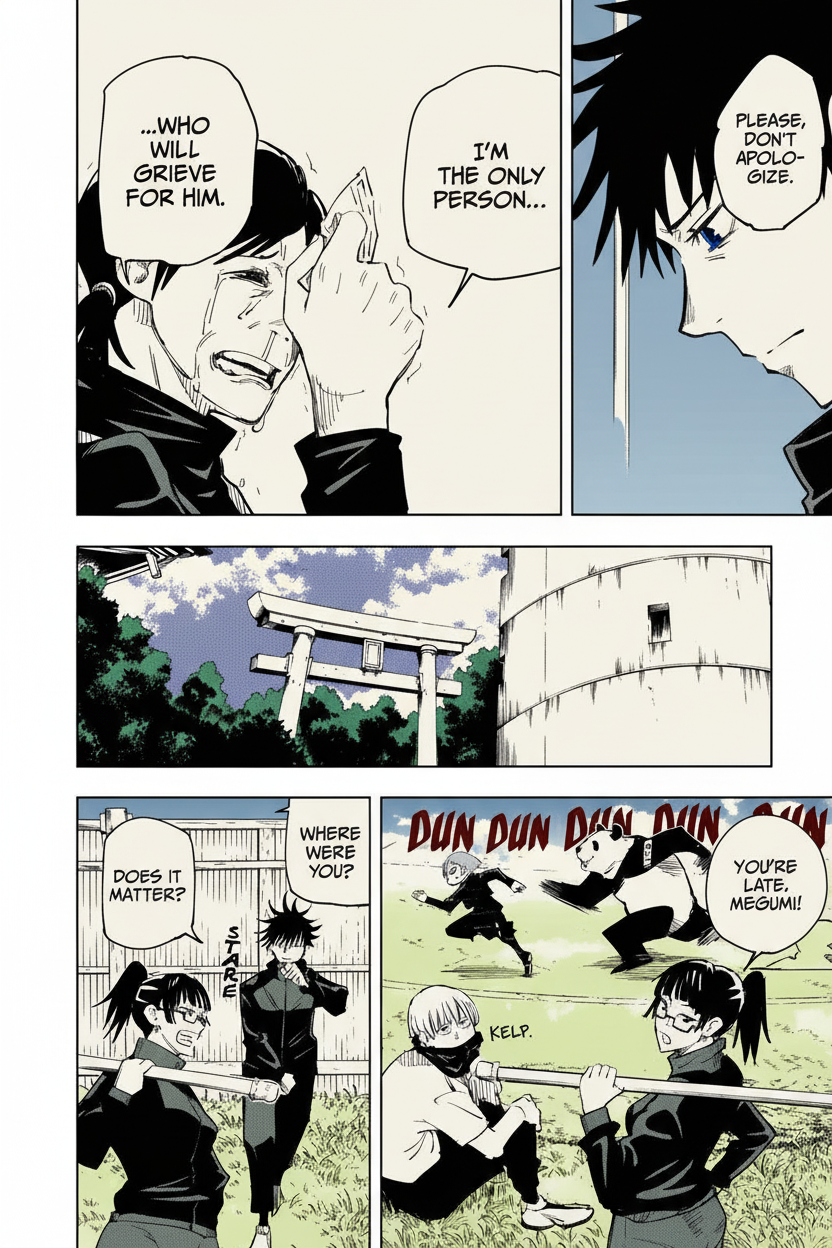 PLEASE,
DON'T
APOLO-
GIZE.
I'M
THE ONLY
PERSON...
...WHO
WILL
GRIEVE
FOR HIM.
DUN DUN DUN DUN DUN
YOU'RE
LATE,
MEGUMI!
KELP.
WHERE
WERE
YOU?
STARE
DOES IT
MATTER?